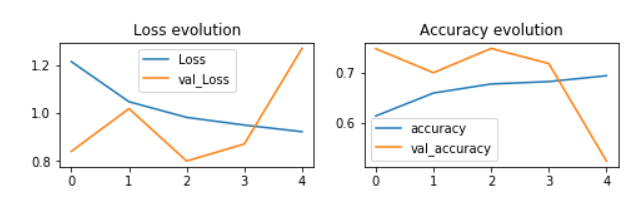 Loss evolution
Loss
val_Loss
1.2
1.0
0.8
0 1 2 3 4
Accuracy evolution
0.7
0.6
accuracy
val_accuracy
0 1 2 3 4